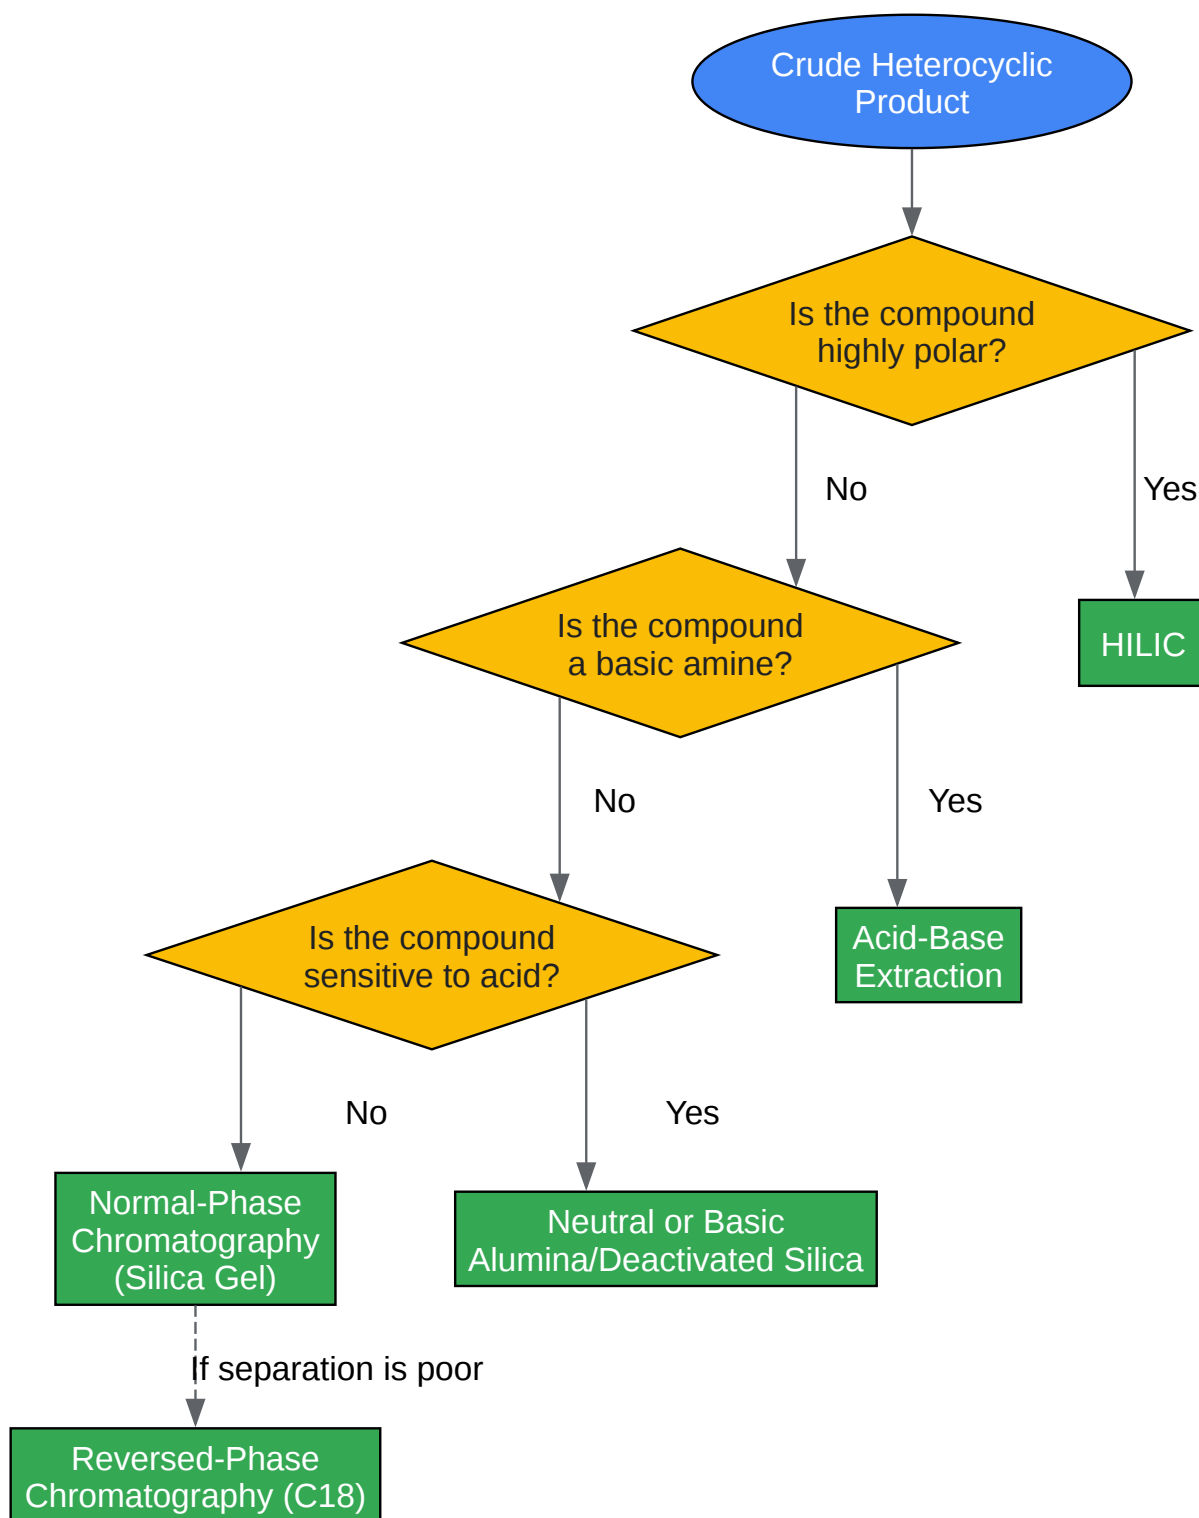 Crude Heterocyclic
Product
Is the compound
highly polar?
No
Yes
Is the compound
a basic amine?
HILIC
No
Yes
Is the compound
sensitive to acid?
Acid-Base
Extraction
No
Yes
Normal-Phase
Chromatography
(Silica Gel)
Neutral or Basic
Alumina/Deactivated Silica
If separation is poor
Reversed-Phase
Chromatography (C18)